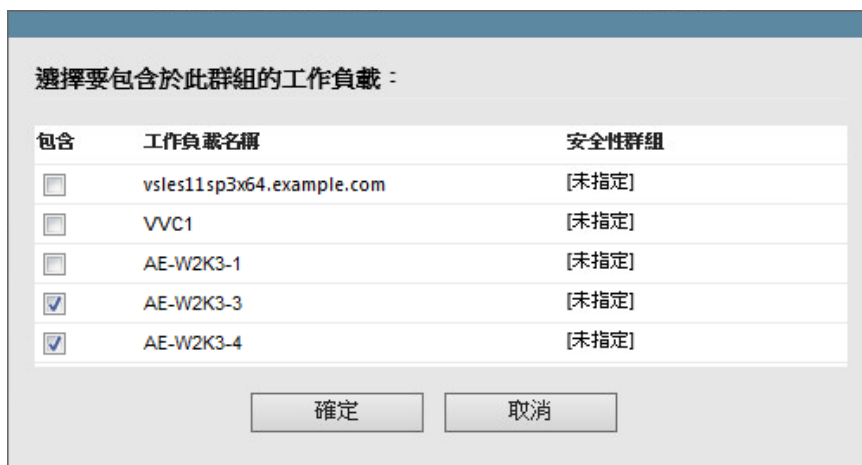 選擇要包含於此群組的工作負載：
包含 工作負載名稱 安全性群組
vsles11sp3x64.example.com [未指定]
VVC1 [未指定]
AE-W2K3-1 [未指定]
AE-W2K3-3 [未指定]
AE-W2K3-4 [未指定]
確定 取消